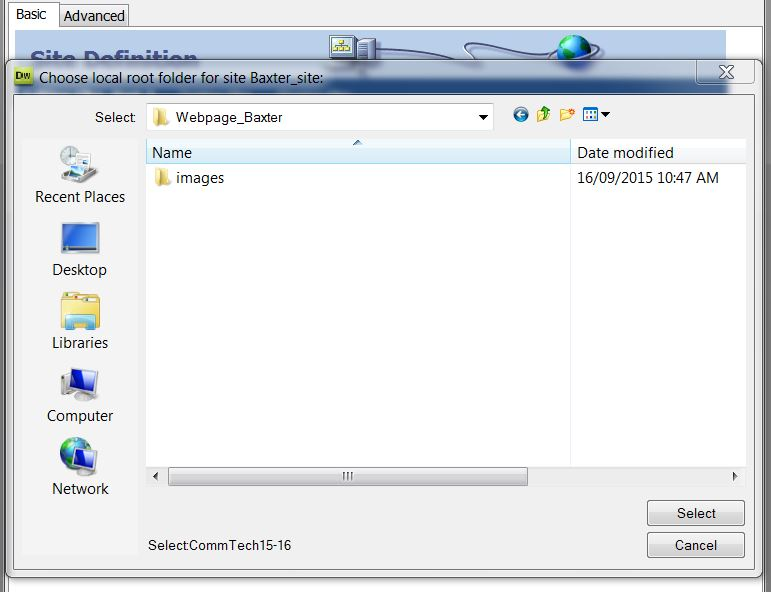 Basic Advanced
Site Definition
Dw Choose local root folder for site Baxter_site:
Select: Webpage_Baxter
Name Date modified
images 16/09/2015 10:47 AM
Recent Places
Desktop
Libraries
Computer
Network
Select
Select:CommTech15-16
Cancel